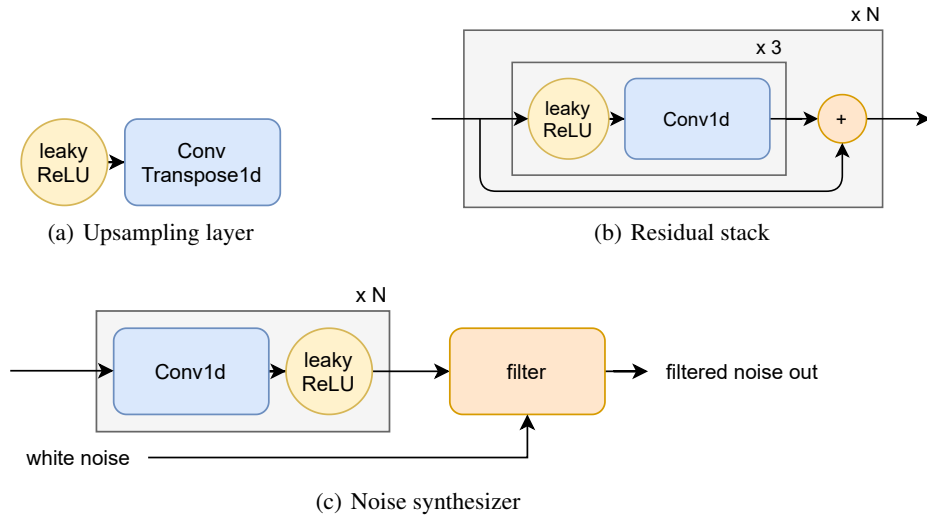 x N
x 3
leaky
ReLU
Conv1d
+
leaky
ReLU
Conv
Transpose1d
(a) Upsampling layer
(b) Residual stack
x N
Conv1d
leaky
ReLU
filter
filtered noise out
white noise
(c) Noise synthesizer